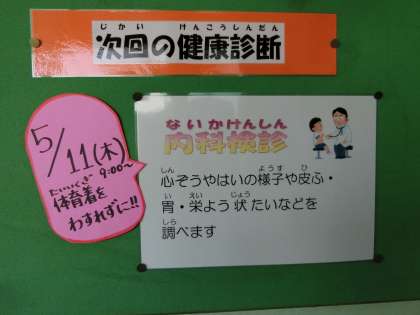 じかい けんこうしんだん
次回の健康診断
ないかけんしん
内科検診
しん ようす ひ
心ぞうやはいの様子や皮ふ・
い えい じょう
胃・栄よう状たいなどを
しら
調べます
5/11(木)
9:00~
たいいくぎ
体育着を
わすれずに!!